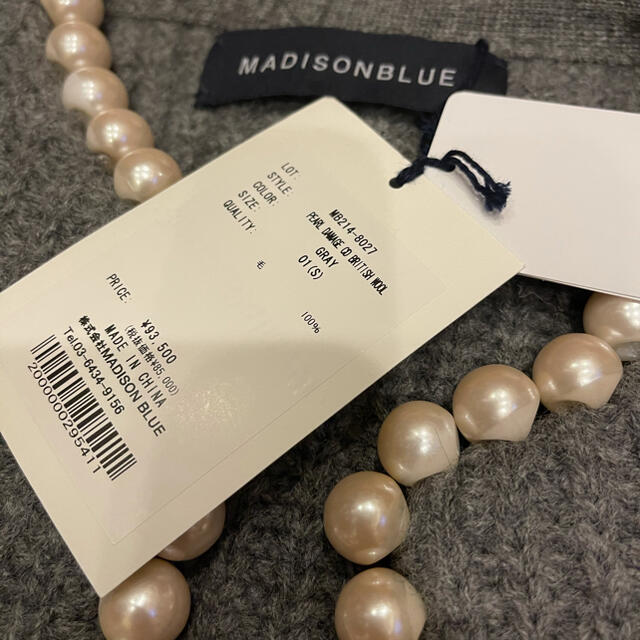 MADISONBLUE
LOT: MB214-8027
STYLE: PEARL DAMAGE CD BRITISH WOOL
COLOR: GRAY
SIZE: 01(S)
QUALITY:
毛 100%
PRICE: ¥93,500
(税抜価格¥85,000)
MADE IN CHINA
株式会社MADISON BLUE
Tel.03-6434-9156
2000000285411